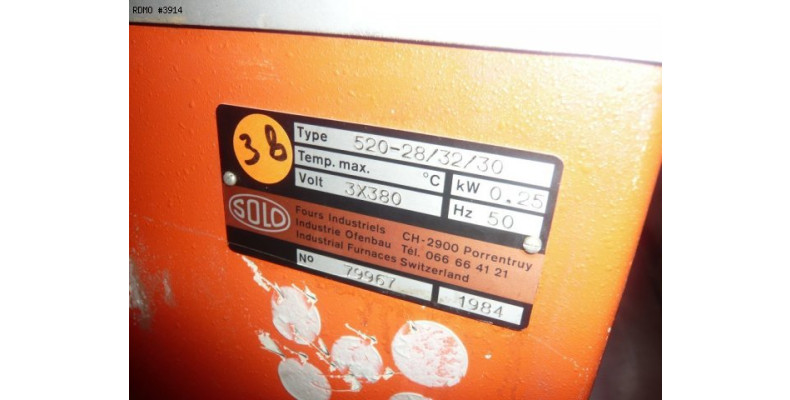 RDMO #3914
38
Type 520-28/32/30
Temp. max. °C kW 0.25
Volt 3X380 Hz 50
SOLO
Fours Industriels CH-2900 Porrentruy
Industrie Ofenbau Tél. 066 66 41 21
Industrial Furnaces Switzerland
No 79967 1984